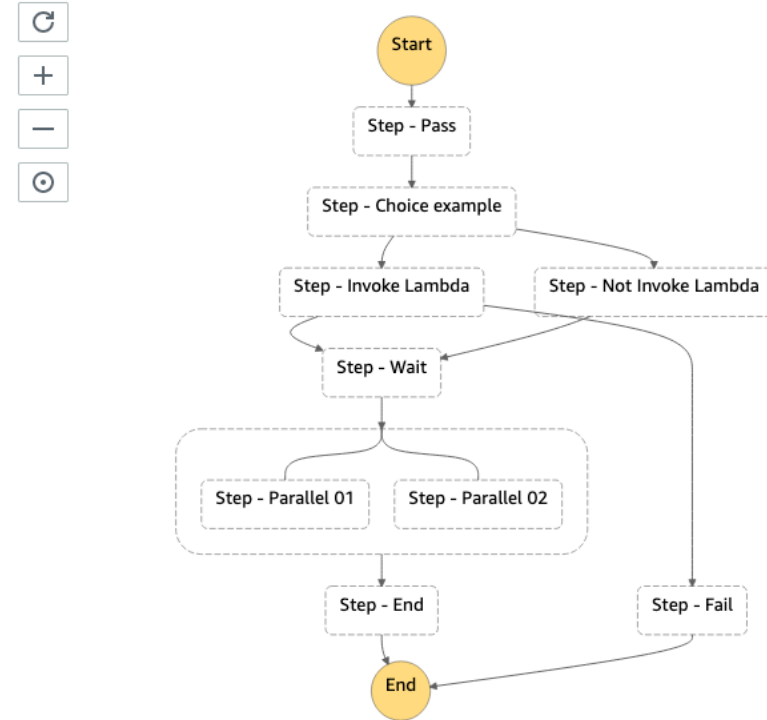 Start
Step - Pass
Step - Choice example
Step - Invoke Lambda
Step - Not Invoke Lambda
Step - Wait
Step - Parallel 01
Step - Parallel 02
Step - End
Step - Fail
End